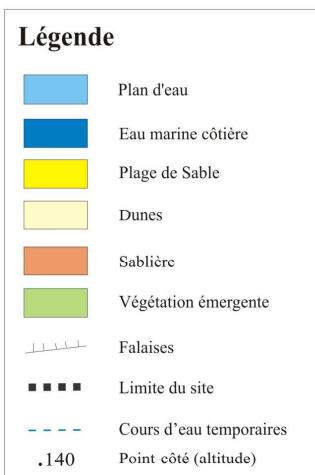 Légende
Plan d'eau
Eau marine côtière
Plage de Sable
Dunes
Sablière
Végétation émergente
Falaises
Limite du site
Cours d’eau temporaires
.140 Point côté (altitude)